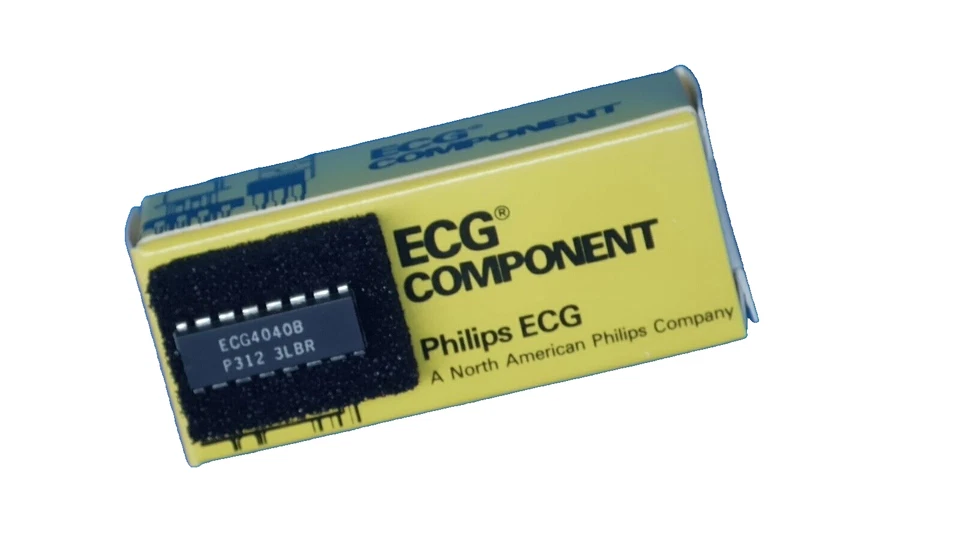 ECG
COMPONENT
ECG®
COMPONENT
Philips ECG
A North American Philips Company
ECG4040B
P312 3LBR